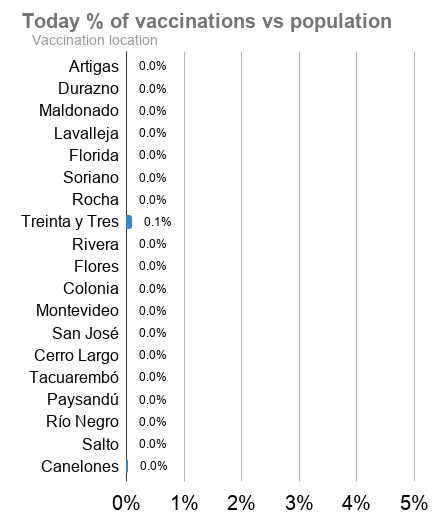 Today % of vaccinations vs population
Vaccination location
Artigas 0.0%
Durazno 0.0%
Maldonado 0.0%
Lavalleja 0.0%
Florida 0.0%
Soriano 0.0%
Rocha 0.0%
Treinta y Tres 0.1%
Rivera 0.0%
Flores 0.0%
Colonia 0.0%
Montevideo 0.0%
San José 0.0%
Cerro Largo 0.0%
Tacuarembó 0.0%
Paysandú 0.0%
Río Negro 0.0%
Salto 0.0%
Canelones 0.0%
0% 1% 2% 3% 4% 5%